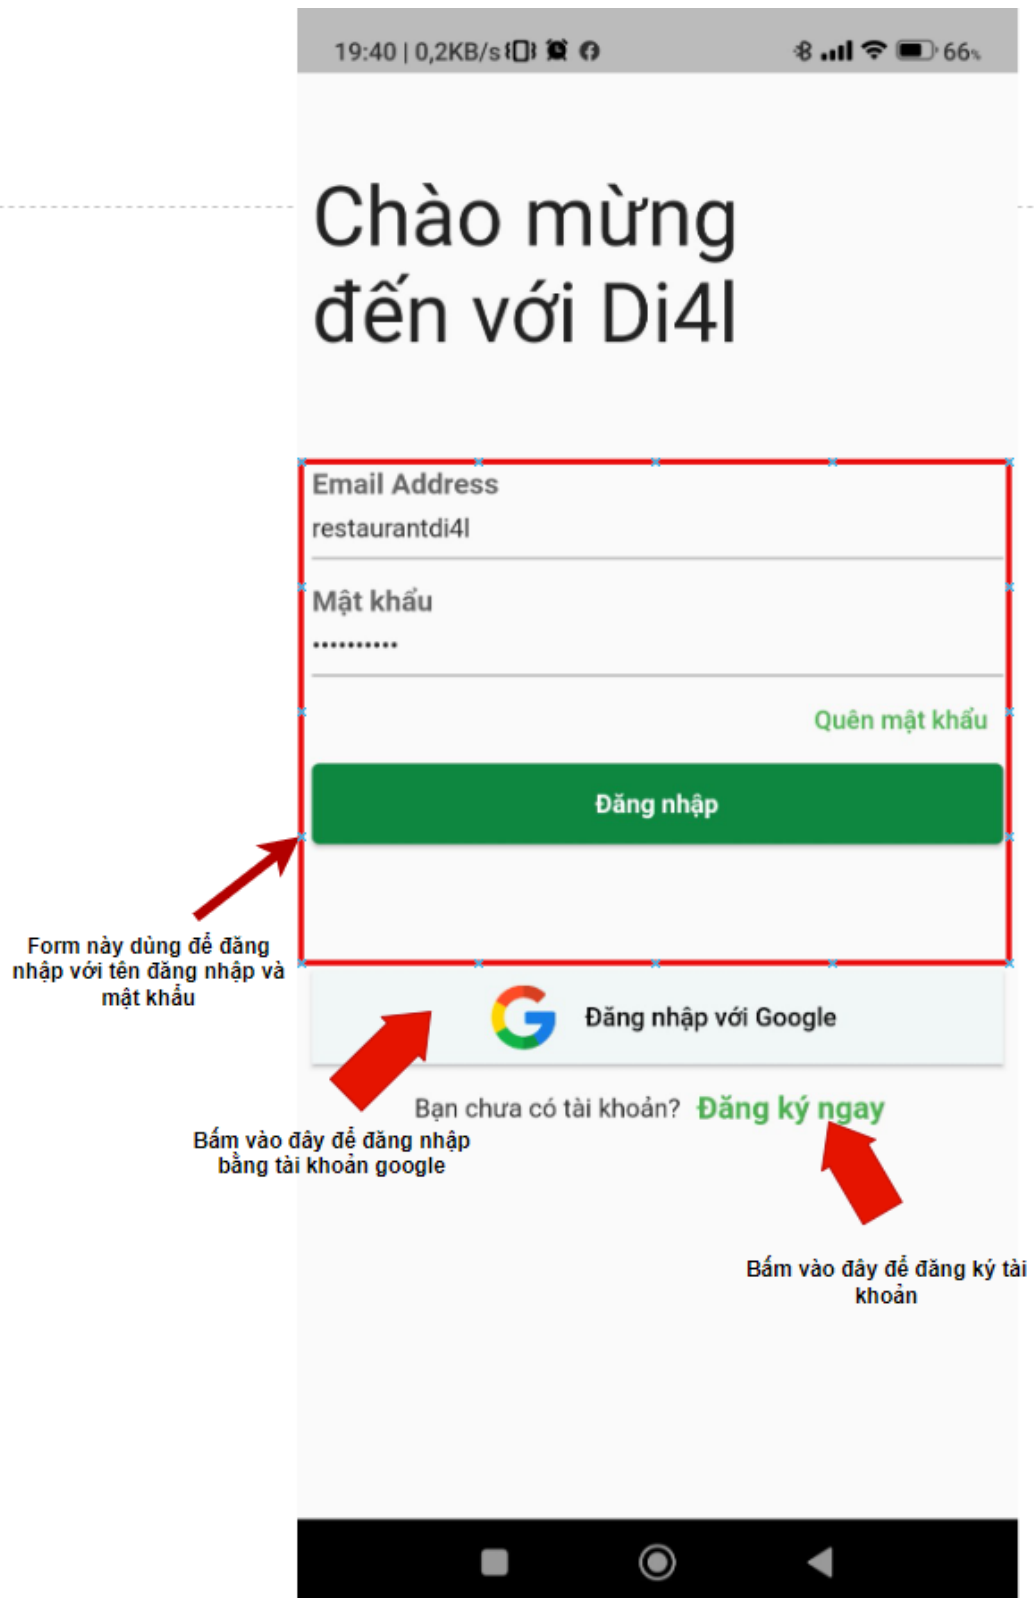 19:40 | 0,2KB/s 66%
Chào mừng
đến với Di4l
Email Address
restaurantdi4l
Mật khẩu
••••••••••
Quên mật khẩu
Đăng nhập
Form này dùng để đăng
nhập với tên đăng nhập và
mật khẩu
Đăng nhập với Google
Bạn chưa có tài khoản? Đăng ký ngay
Bấm vào đây để đăng nhập
bằng tài khoản google
Bấm vào đây để đăng ký tài
khoản